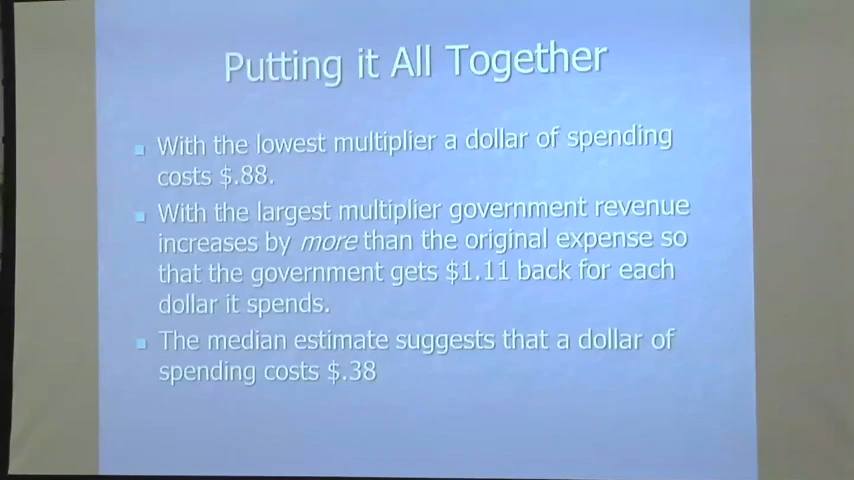 Putting it All Together
With the lowest multiplier a dollar of spending
costs $.88.
With the largest multiplier government revenue
increases by more than the original expense so
that the government gets $1.11 back for each
dollar it spends.
The median estimate suggests that a dollar of
spending costs $.38